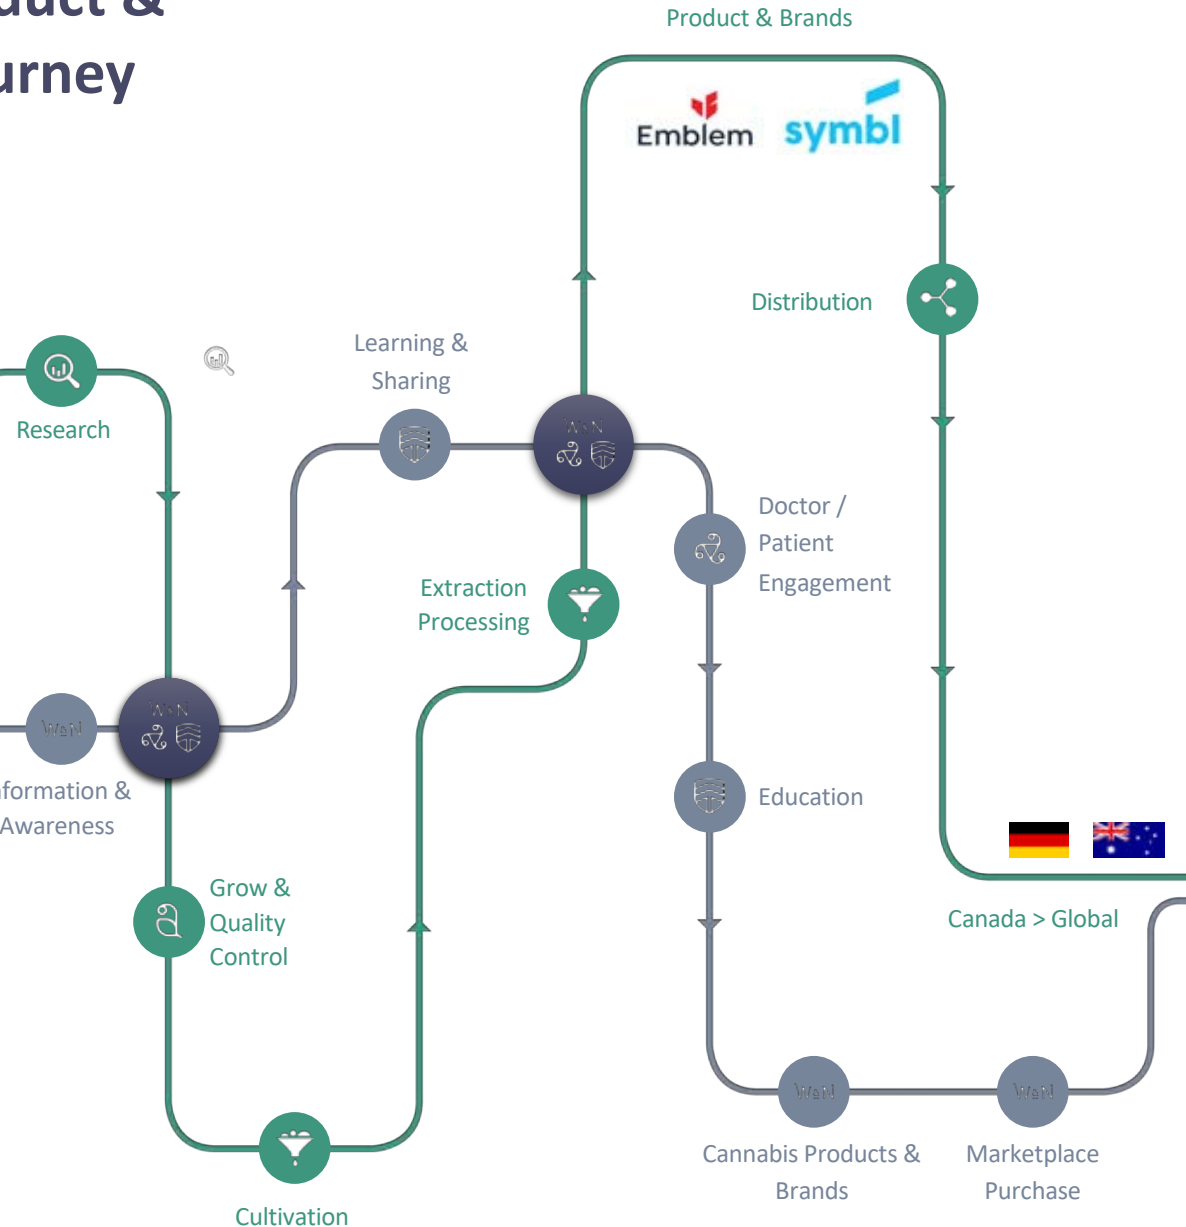 duct &
urney
Product & Brands
Emblem
symbl
Distribution
Learning &
Sharing
Research
W&N
Doctor /
Patient
Engagement
Extraction
Processing
W&N
W&N
formation &
Awareness
Education
Grow &
Quality
Control
Canada > Global
W&N
W&N
Cannabis Products &
Brands
Marketplace
Purchase
Cultivation